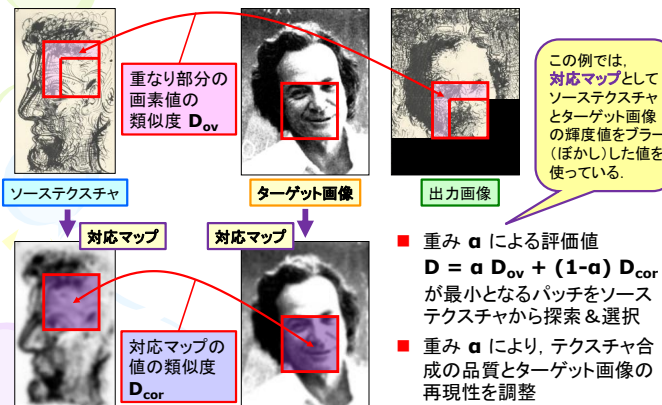 重なり部分の
画素値の
類似度 Dov
この例では,
対応マップとして
ソーステクスチャ
とターゲット画像
の輝度値をブラー
(ぼかし)した値を
使っている.
ソーステクスチャ
ターゲット画像
出力画像
対応マップ
対応マップ
対応マップの
値の類似度
Dcor
■ 重み α による評価値
D = α Dov + (1-α) Dcor
が最小となるパッチをソース
テクスチャから探索&選択
■ 重み α により, テクスチャ合
成の品質とターゲット画像の
再現性を調整